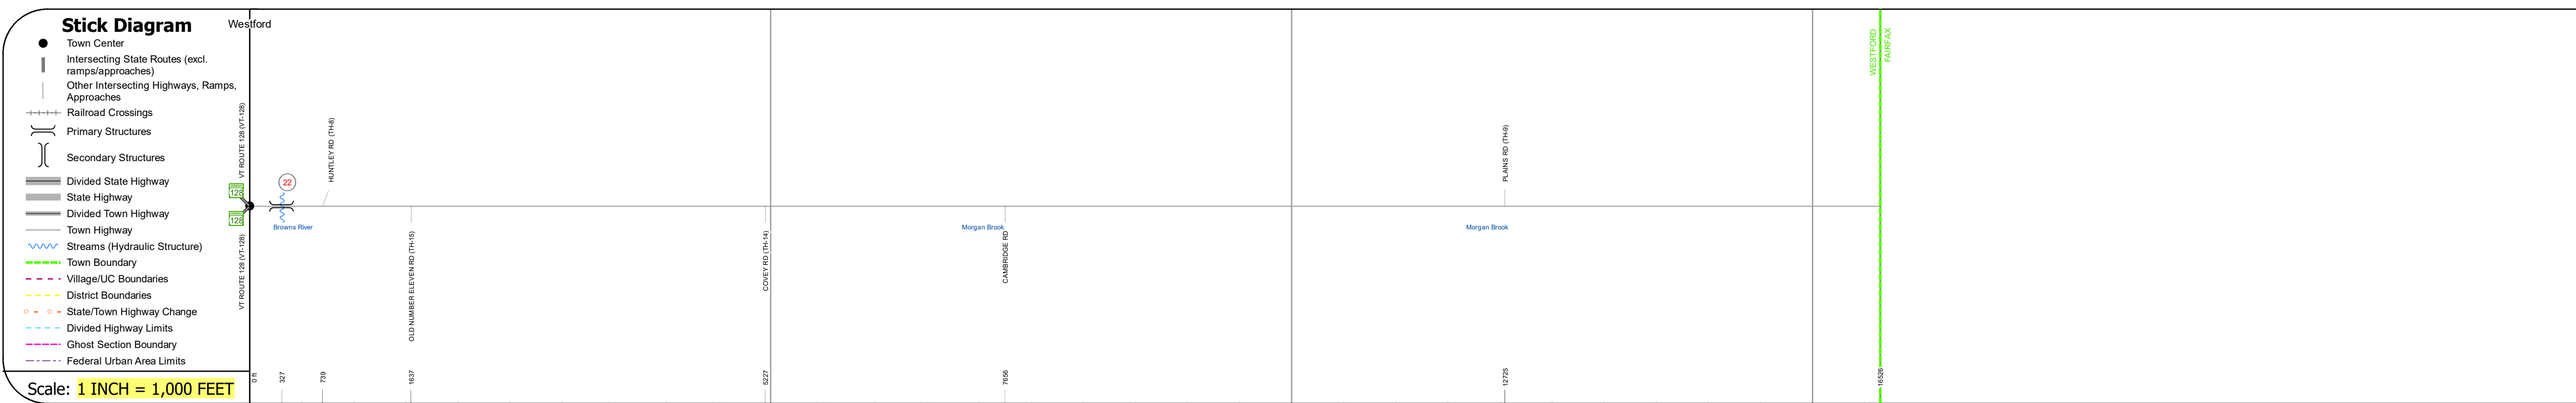 Stick Diagram
Town Center
Intersecting State Routes (excl.
ramps/approaches)
Other Intersecting Highways, Ramps,
Approaches
Railroad Crossings
Primary Structures
Secondary Structures
Divided State Highway
State Highway
Divided Town Highway
Town Highway
Streams (Hydraulic Structure)
Town Boundary
Village/UC Boundaries
District Boundaries
State/Town Highway Change
Divided Highway Limits
Ghost Section Boundary
Federal Urban Area Limits
Scale: 1 INCH = 1,000 FEET
Westford
VT ROUTE 128 (VT-128)
128
128
VT ROUTE 128 (VT-128)
22
Browns River
HUNTLEY RD (TH-8)
OLD NUMBER ELEVEN RD (TH-15)
COVEY RD (TH-14)
Morgan Brook
CAMBRIDGE RD
Morgan Brook
PLAINS RD (TH-9)
WESTFORD
FAIRFAX
0 ft
327
739
1637
5227
7656
12725
16526